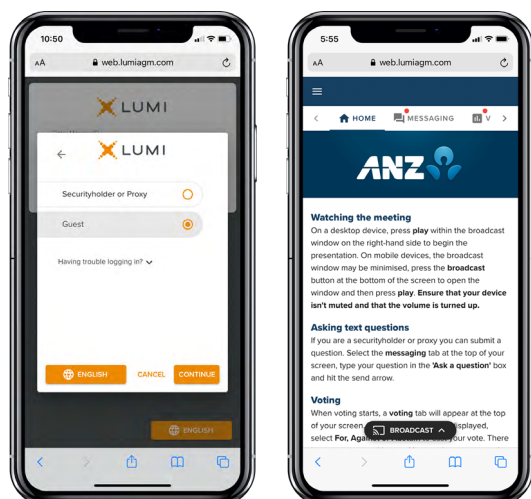 10:50
AA web.lumiagm.com
LUMI
LUMI
Securityholder or Proxy
Guest
Having trouble logging in?
ENGLISH CANCEL CONTINUE
ENGLISH
5:55
AA web.lumiagm.com
HOME MESSAGING V
ANZ
Watching the meeting
On a desktop device, press play within the broadcast
window on the right-hand side to begin the
presentation. On mobile devices, the broadcast
window may be minimised, press the broadcast
button at the bottom of the screen to open the
window and then press play. Ensure that your device
isn't muted and that the volume is turned up.
Asking text questions
If you are a securityholder or proxy you can submit a
question. Select the messaging tab at the top of your
screen, type your question in the 'Ask a question' box
and hit the send arrow.
Voting
When voting starts, a voting tab will appear at the top
of your screen. displayed,
BROADCAST
select For, your vote. There